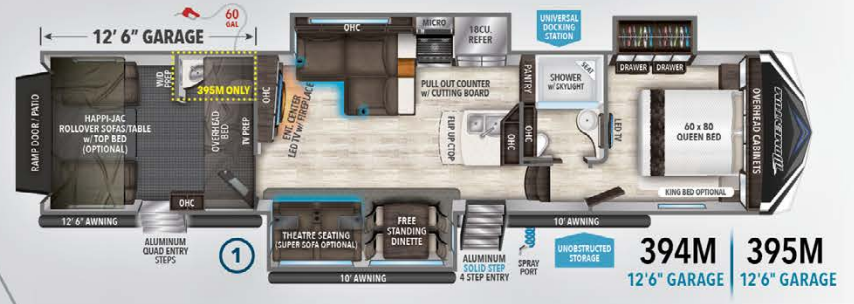 60
GAL
12' 6" GARAGE
OHC
MICRO
18CU.
REFER
UNIVERSAL
DOCKING
STATION
DRAWER
DRAWER
RAMP DOOR / PATIO
HAPPI-JAC
ROLLOVER SOFAS/TABLE
w/ TOP BED
(OPTIONAL)
W/D
PREP
395M ONLY
OVERHEAD
BED
TV PREP
OHC
OHC
ENT. CENTER
LED TV w/ FIREPLACE
PULL OUT COUNTER
w/ CUTTING BOARD
FLIP UP CTOP
OHC
PANTRY
OHC
SHOWER
w/ SKYLIGHT
SEAT
LED TV
60 x 80
QUEEN BED
KING BED OPTIONAL
OVERHEAD CABINETS
MOMENTUM
12' 6" AWNING
ALUMINUM
QUAD ENTRY
STEPS
1
THEATRE SEATING
(SUPER SOFA OPTIONAL)
FREE
STANDING
DINETTE
10' AWNING
ALUMINUM
SOLID STEP
4 STEP ENTRY
SPRAY
PORT
10' AWNING
UNOBSTRUCTED
STORAGE
394M
12'6" GARAGE
395M
12'6" GARAGE